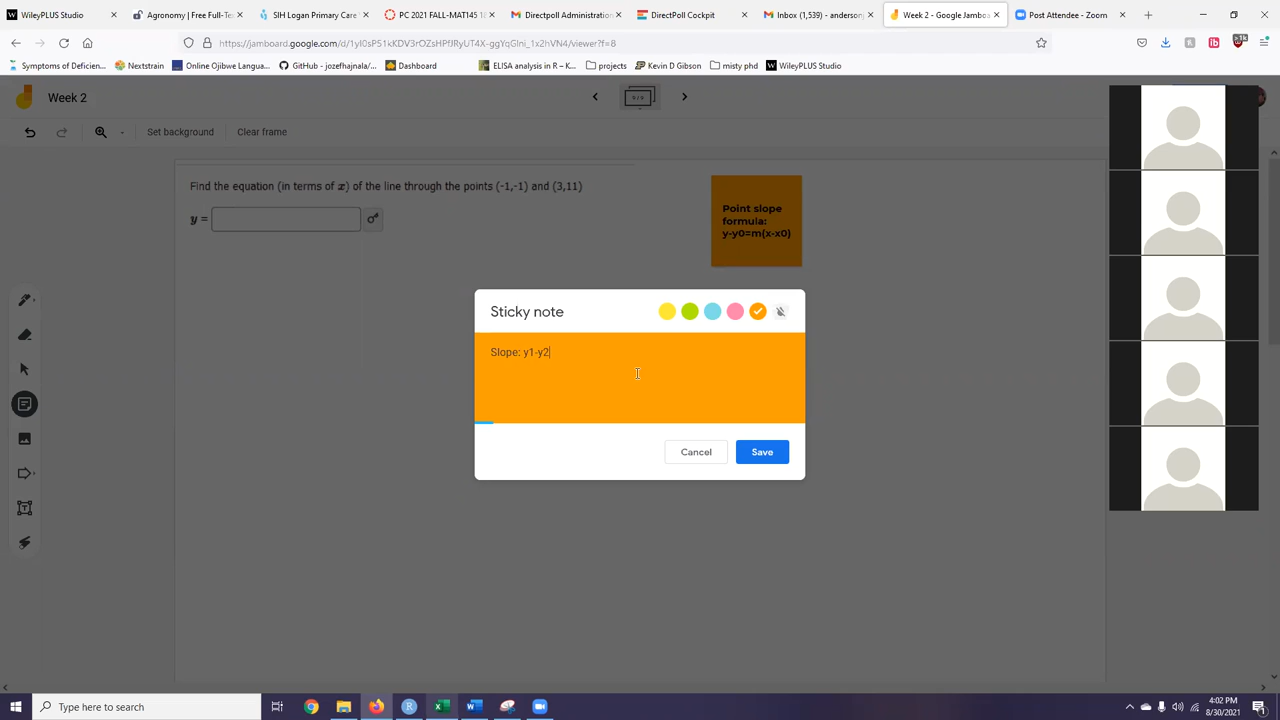 WileyPLUS Studio
Agronomy | Free Full-Te
SIH Logan Primary Care
PC 2021 FALL-MAT145 18
Directpoll Administration
DirectPoll Cockpit
Inbox (1,539) - anderson
Week 2 - Google Jamboa
Post Attendee - Zoom
>1k
https://jamboard.google.com/d/1yI0sP51kKDV3rOZsHPf9RyUT4X-ggYqcUni_T2hVN4/viewer?f=8
Symptoms of Deficien...
Nextstrain
Online Ojibwe Langua...
GitHub - jozefhajnala/...
Dashboard
ELISA analysis in R – K...
projects
Kevin D Gibson
misty phd
WileyPLUS Studio
Week 2
Set background
Clear frame
Find the equation (in terms of x) of the line through the points (-1,-1) and (3,11)
y =
Point slope
formula:
y-y0=m(x-x0)
Sticky note
Slope: y1-y2
Cancel
Save
Type here to search
4:02 PM
8/30/2021